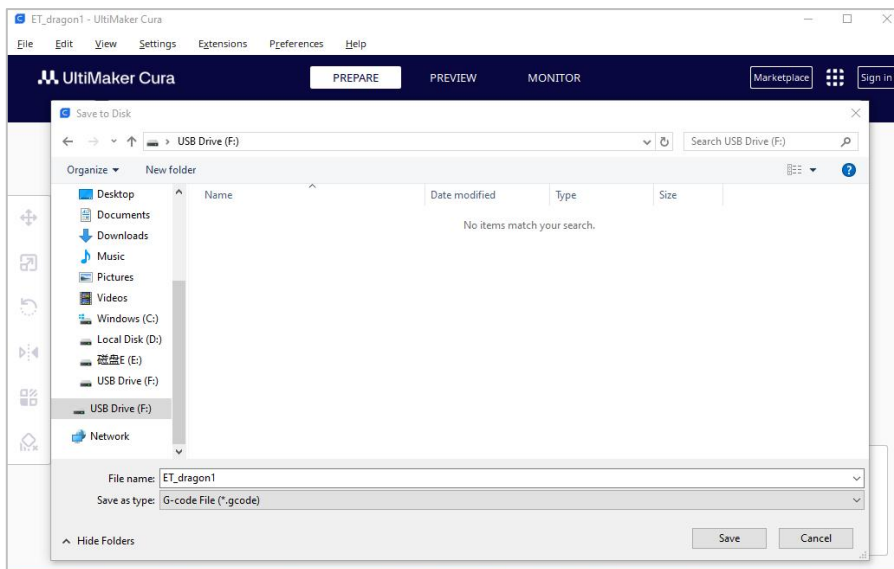 ET_dragon1 - UltiMaker Cura
File Edit View Settings Extensions Preferences Help
UltiMaker Cura PREPARE PREVIEW MONITOR Marketplace Sign in
Save to Disk
USB Drive (F:) Search USB Drive (F:)
Organize New folder
Name Date modified Type Size
No items match your search.
Desktop
Documents
Downloads
Music
Pictures
Videos
Windows (C:)
Local Disk (D:)
磁盘E (E:)
USB Drive (F:)
USB Drive (F:)
Network
File name: ET_dragon1
Save as type: G-code File (*.gcode)
Hide Folders Save Cancel